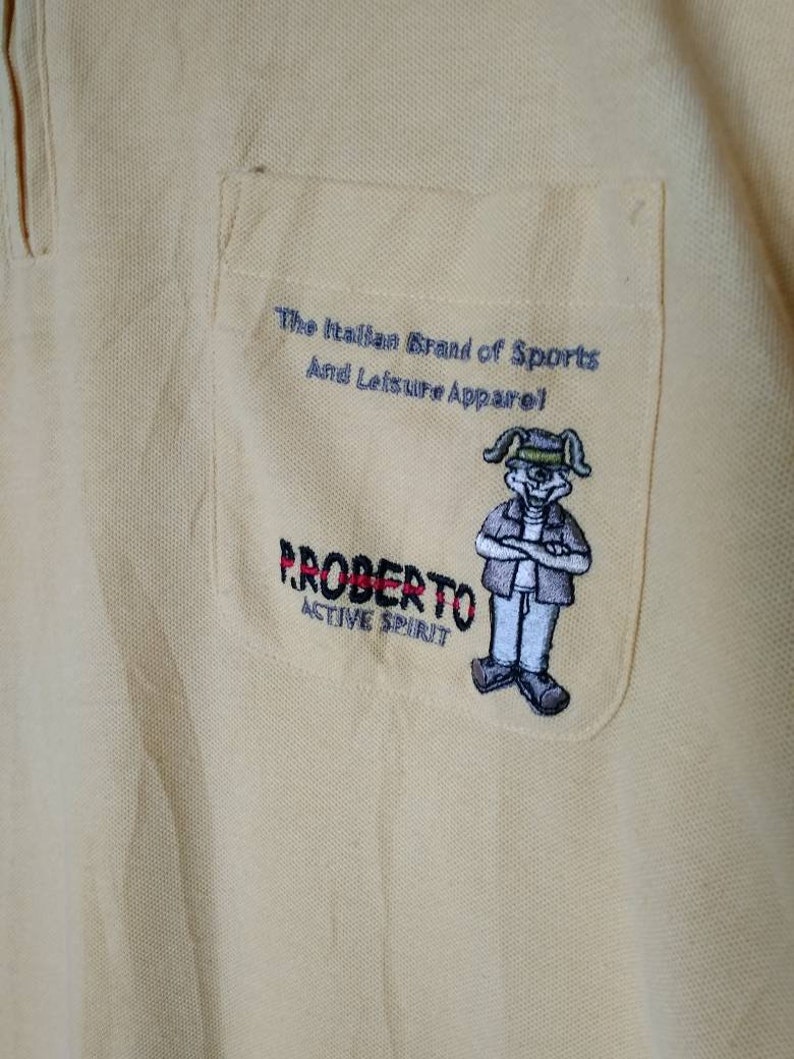 The Italian Brand of Sports
And Leisure Apparel
P.ROBERTO
ACTIVE SPIRIT